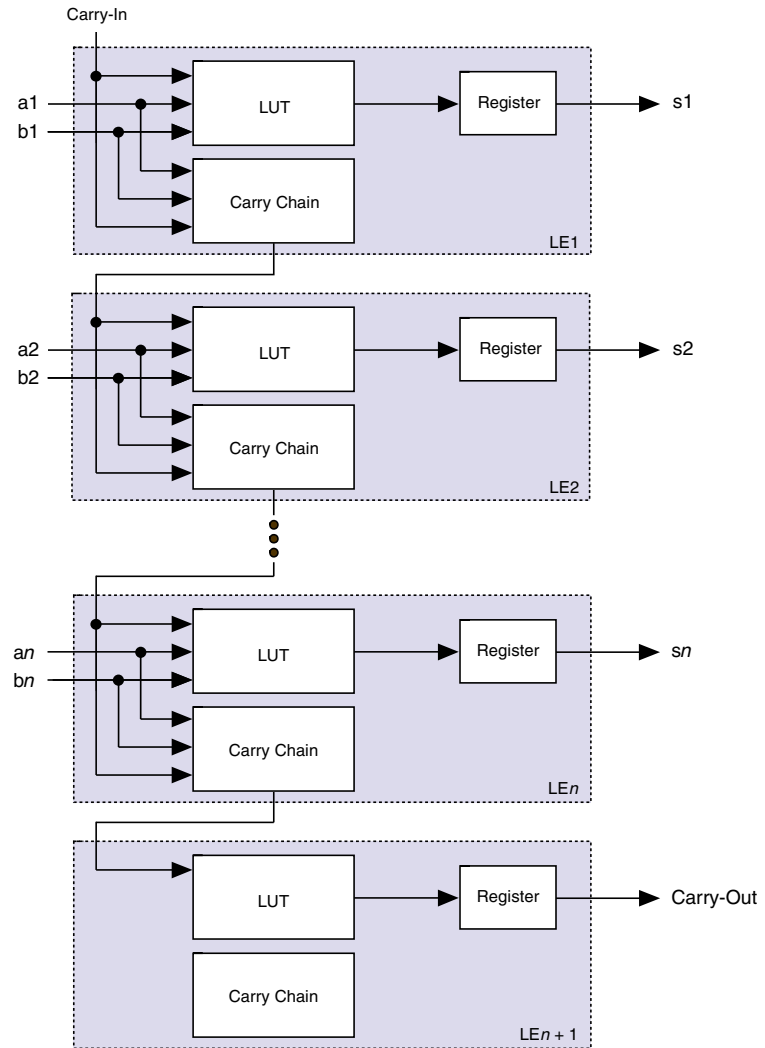 Carry-In
a1
b1
LUT
Register
s1
Carry Chain
LE1
a2
b2
LUT
Register
s2
Carry Chain
LE2
an
bn
LUT
Register
sn
Carry Chain
LEn
LUT
Register
Carry-Out
Carry Chain
LEn + 1